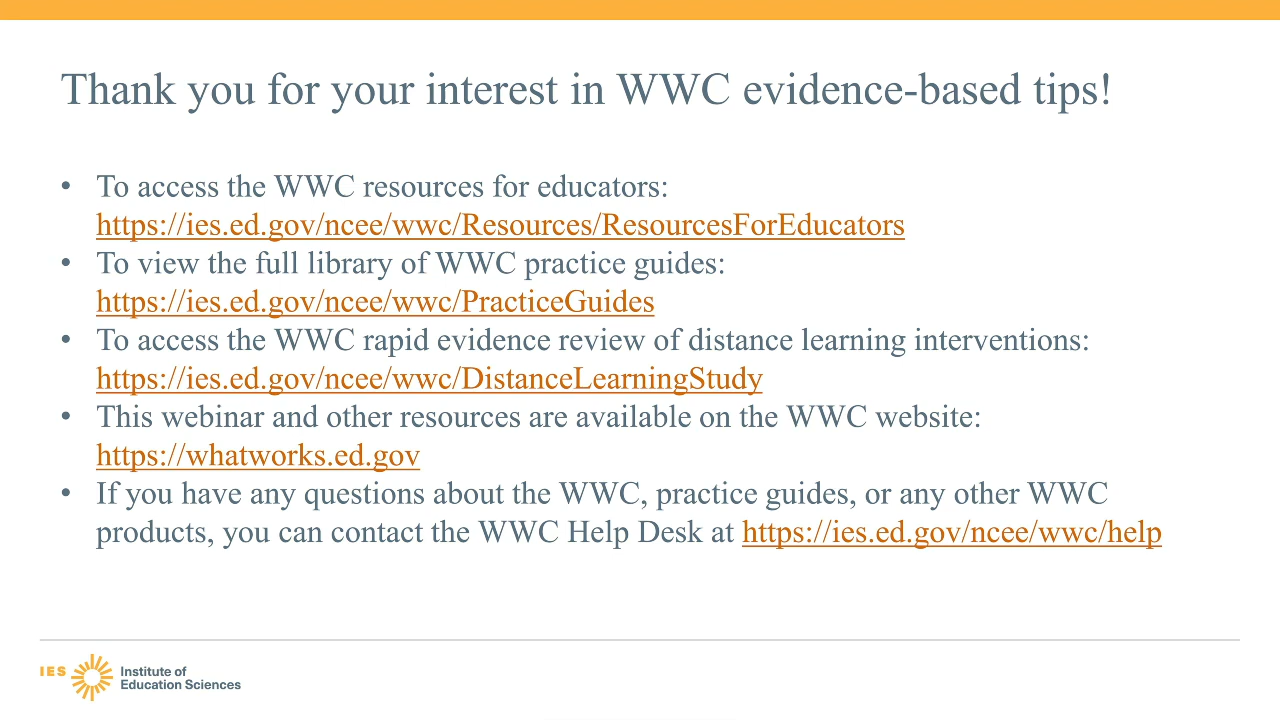 Thank you for your interest in WWC evidence-based tips!
• To access the WWC resources for educators:
https://ies.ed.gov/ncee/wwc/Resources/ResourcesForEducators
• To view the full library of WWC practice guides:
https://ies.ed.gov/ncee/wwc/PracticeGuides
• To access the WWC rapid evidence review of distance learning interventions:
https://ies.ed.gov/ncee/wwc/DistanceLearningStudy
• This webinar and other resources are available on the WWC website:
https://whatworks.ed.gov
• If you have any questions about the WWC, practice guides, or any other WWC
products, you can contact the WWC Help Desk at https://ies.ed.gov/ncee/wwc/help
IES
Institute of
Education Sciences